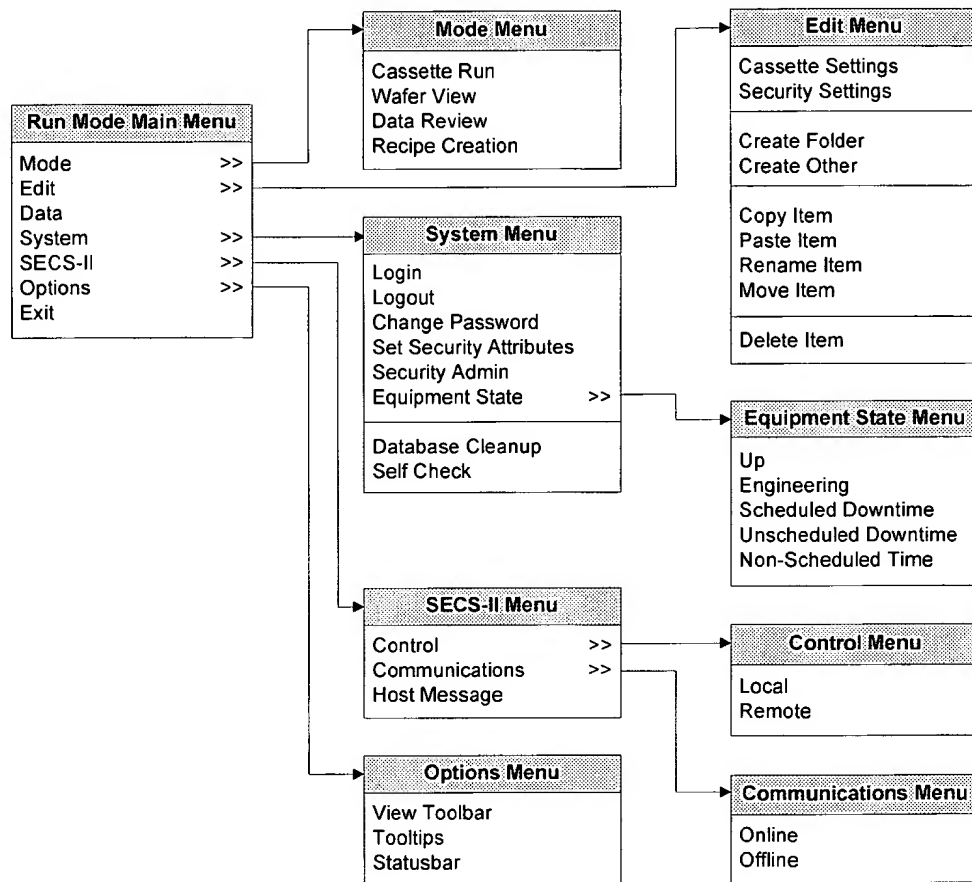 Run Mode Main Menu
Mode >>
Edit >>
Data
System >>
SECS-II >>
Options >>
Exit
Mode Menu
Cassette Run
Wafer View
Data Review
Recipe Creation
Edit Menu
Cassette Settings
Security Settings
Create Folder
Create Other
Copy Item
Paste Item
Rename Item
Move Item
Delete Item
System Menu
Login
Logout
Change Password
Set Security Attributes
Security Admin
Equipment State >>
Database Cleanup
Self Check
Equipment State Menu
Up
Engineering
Scheduled Downtime
Unscheduled Downtime
Non-Scheduled Time
SECS-II Menu
Control >>
Communications >>
Host Message
Control Menu
Local
Remote
Communications Menu
Online
Offline
Options Menu
View Toolbar
Tooltips
Statusbar